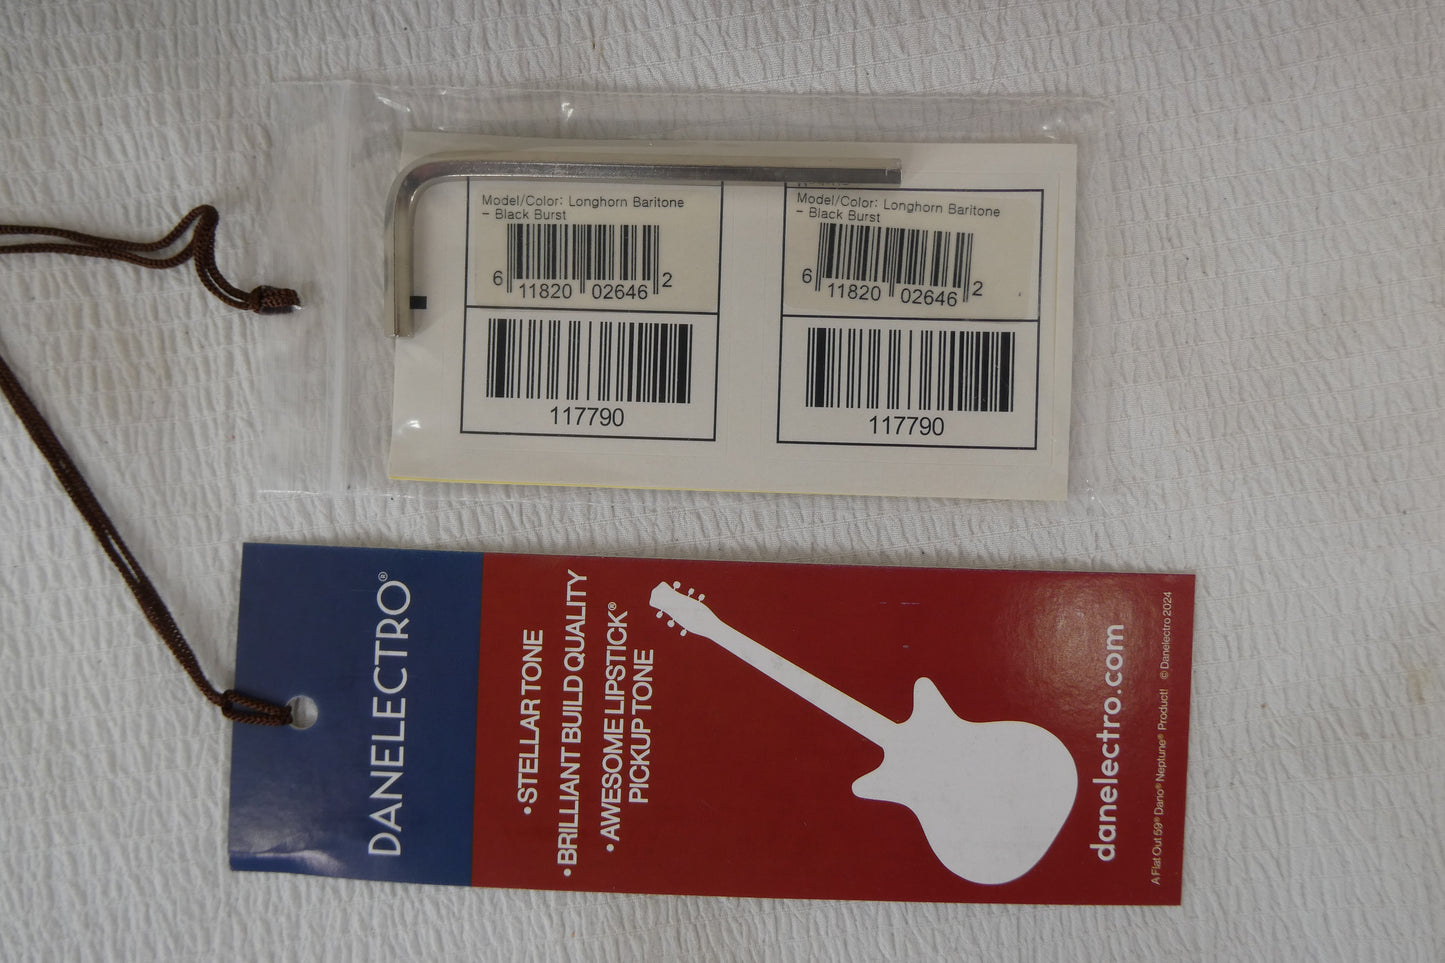 Model/Color: Longhorn Baritone
- Black Burst
6 11820 02646 2
117790
Model/Color: Longhorn Baritone
- Black Burst
6 11820 02646 2
117790
DANELECTRO®
•STELLAR TONE
•BRILLIANT BUILD QUALITY
•AWESOME LIPSTICK®
PICKUP TONE
danelectro.com
A Flat Out 59® Dano® Neptune® Product! © Danelectro 2024